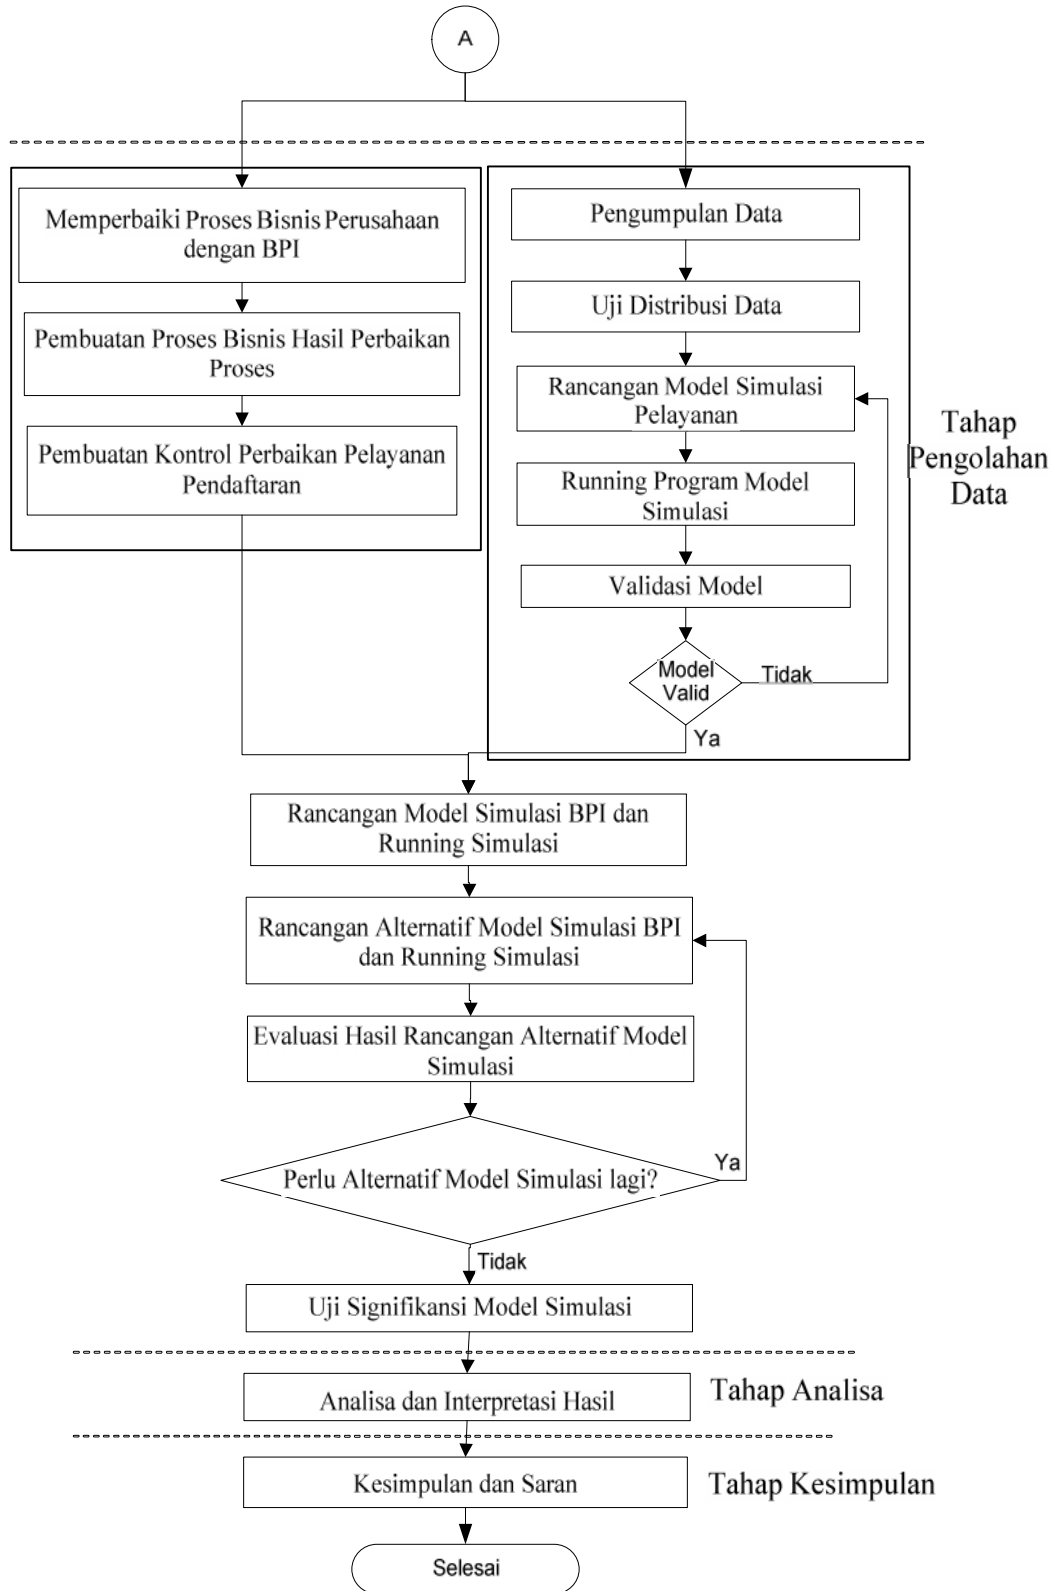 A
Memperbaiki Proses Bisnis Perusahaan
dengan BPI
Pembuatan Proses Bisnis Hasil Perbaikan
Proses
Pembuatan Kontrol Perbaikan Pelayanan
Pendaftaran
Pengumpulan Data
Uji Distribusi Data
Rancangan Model Simulasi
Pelayanan
Running Program Model
Simulasi
Validasi Model
Model
Valid
Tidak
Ya
Tahap
Pengolahan
Data
Rancangan Model Simulasi BPI dan
Running Simulasi
Rancangan Alternatif Model Simulasi BPI
dan Running Simulasi
Evaluasi Hasil Rancangan Alternatif Model
Simulasi
Perlu Alternatif Model Simulasi lagi?
Ya
Tidak
Uji Signifikansi Model Simulasi
Analisa dan Interpretasi Hasil
Tahap Analisa
Kesimpulan dan Saran
Tahap Kesimpulan
Selesai